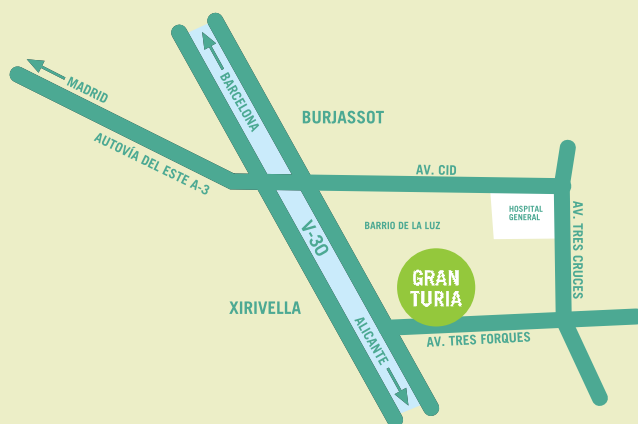 MADRID
AUTOVÍA DEL ESTE A-3
BARCELONA
BURJASSOT
AV. CID
HOSPITAL
GENERAL
AV. TRES CRUCES
BARRIO DE LA LUZ
V-30
GRAN
TURIA
XIRIVELLA
ALICANTE
AV. TRES FORQUES